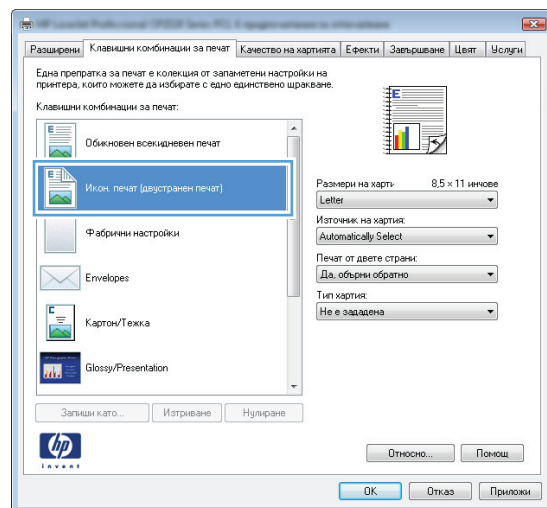 Разширени Клавишни комбинации за печат Качество на хартията Ефекти Завършване Цвят Услуги
Една препратка за печат е колекция от запаметени настройки на
принтера, които можете да избирате с едно единствено щракване.
Клавишни комбинации за печат:
Обикновен всекидневен печат
Икон. печат (двустранен печат)
Фабрични настройки
Envelopes
Картон/Тежка
Glossy/Presentation
Запиши като... Изтриване Нулиране
E
Размери на харти 8,5 × 11 инчове
Letter
Източник на хартия:
Automatically Select
Печат от двете страни:
Да, обърни обратно
Тип хартия:
Не е зададена
hp
invent
Относно... Помощ
OK Отказ Приложи